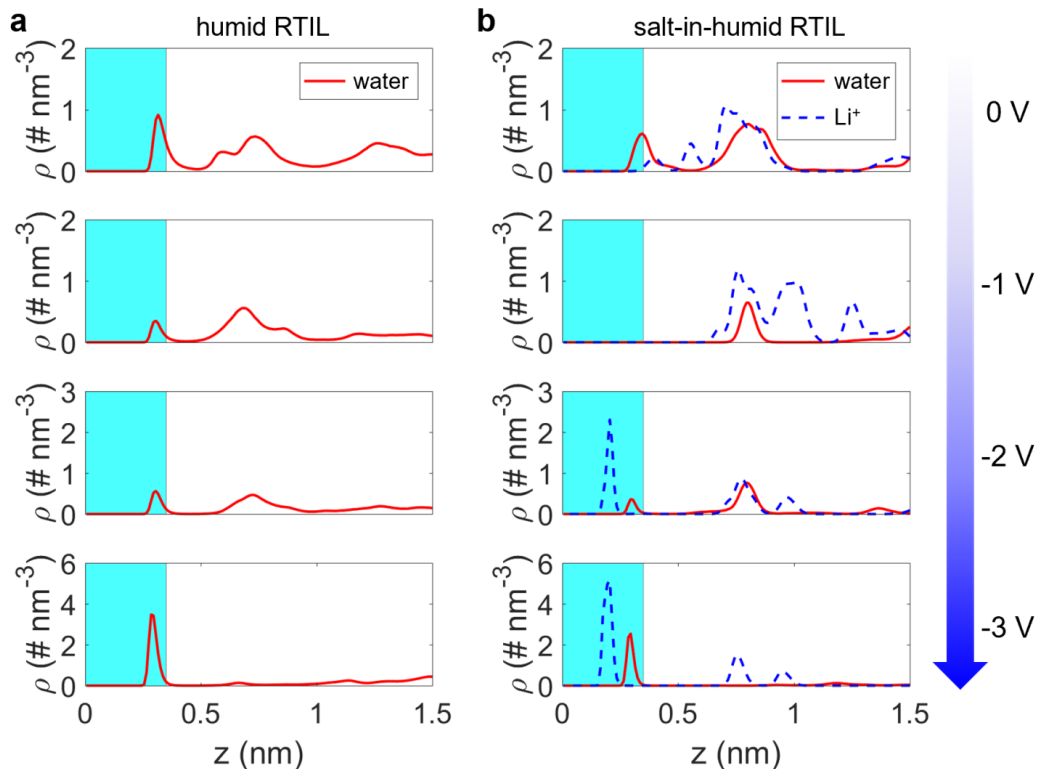 a
humid RTIL
b
salt-in-humid RTIL
2
1
0
ρ (# nm⁻³)
water
2
1
0
ρ (# nm⁻³)
water
Li⁺
0 V
2
1
0
ρ (# nm⁻³)
2
1
0
ρ (# nm⁻³)
-1 V
3
2
1
0
ρ (# nm⁻³)
3
2
1
0
ρ (# nm⁻³)
-2 V
6
4
2
0
ρ (# nm⁻³)
6
4
2
0
ρ (# nm⁻³)
-3 V
0 0.5 1 1.5
z (nm)
0 0.5 1 1.5
z (nm)